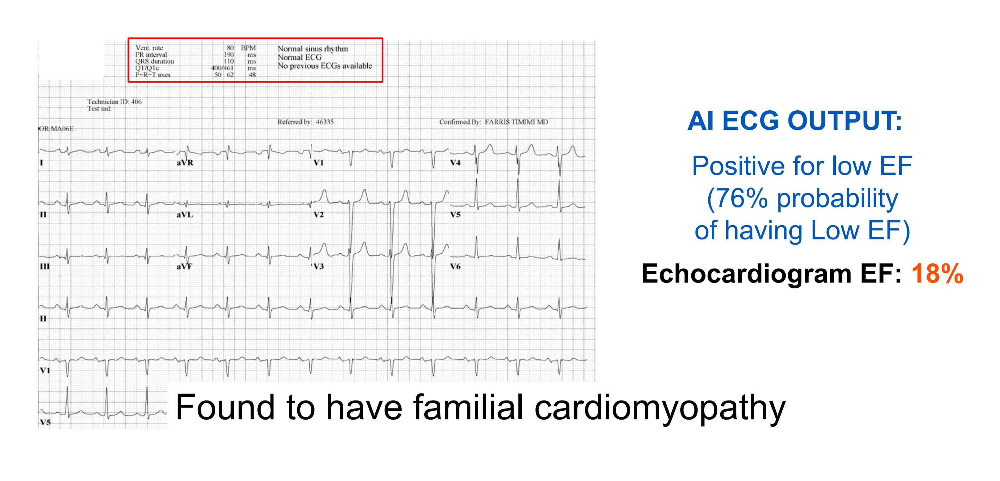 Vent. rate 80 BPM
PR interval 190 ms
QRS duration 110 ms
QT/QTc 400/461 ms
P-R-T axes 50 62 48
Normal sinus rhythm
Normal ECG
No previous ECGs available
Technician ID: 406
Test ind:
Referred by: 46335
Confirmed By: FARRIS TIMIMI MD
OR:MA06E
I aVR V1 V4
II aVL V2 V5
III aVF V3 V6
II
V1
V5
AI ECG OUTPUT:
Positive for low EF
(76% probability
of having Low EF)
Echocardiogram EF: 18%
Found to have familial cardiomyopathy